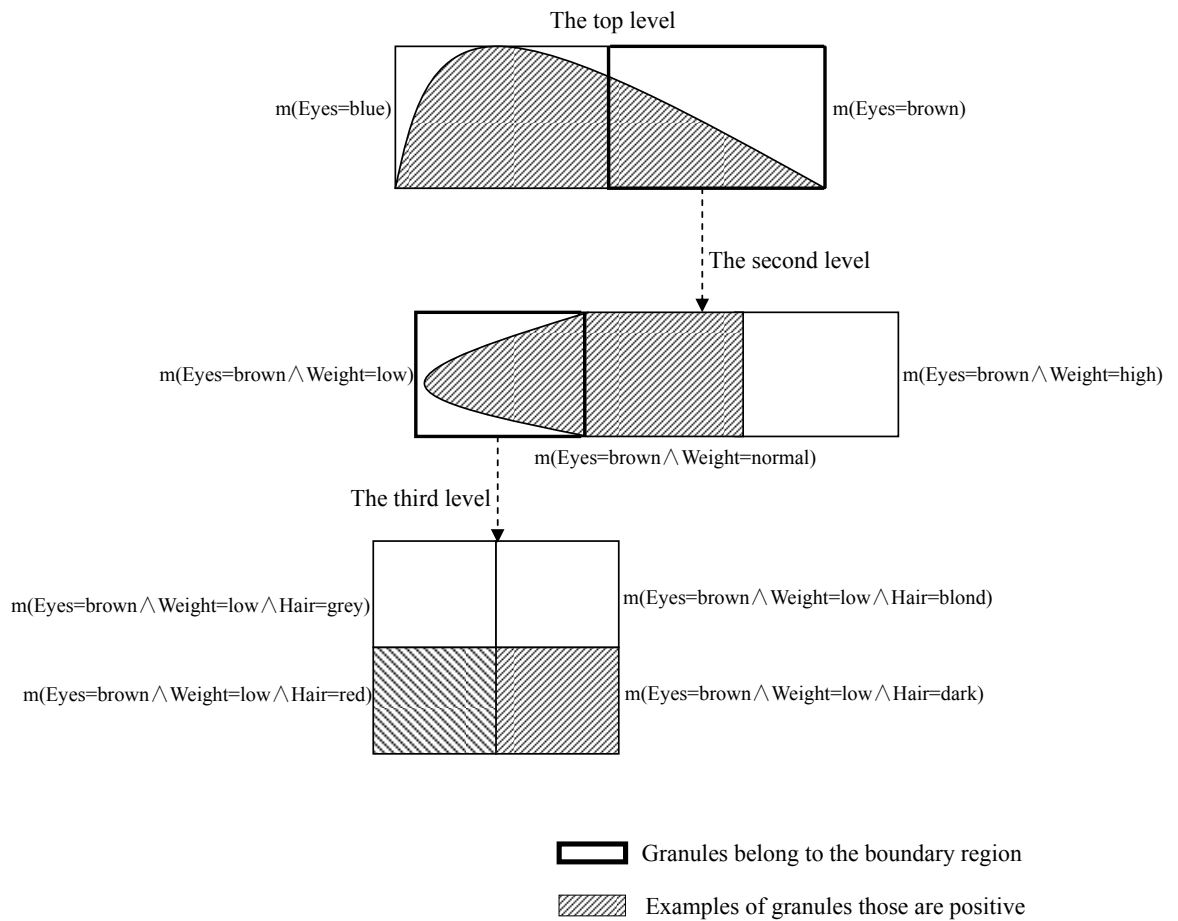 The top level
m(Eyes=blue)
m(Eyes=brown)
The second level
m(Eyes=brown∧Weight=low)
m(Eyes=brown∧Weight=high)
m(Eyes=brown∧Weight=normal)
The third level
m(Eyes=brown∧Weight=low∧Hair=grey)
m(Eyes=brown∧Weight=low∧Hair=blond)
m(Eyes=brown∧Weight=low∧Hair=red)
m(Eyes=brown∧Weight=low∧Hair=dark)
Granules belong to the boundary region
Examples of granules those are positive